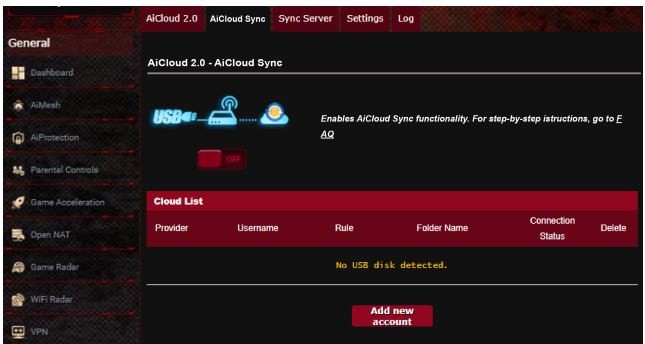 AiCloud 2.0
AiCloud Sync
Sync Server
Settings
Log
General
Dashboard
AiMesh
AiProtection
Parental Controls
Game Acceleration
Open NAT
Game Radar
WiFi Radar
VPN
AiCloud 2.0 - AiCloud Sync
USB
Enables AiCloud Sync functionality. For step-by-step istructions, go to F
AQ
OFF
Cloud List
Provider
Username
Rule
Folder Name
Connection
Status
Delete
No USB disk detected.
Add new
account